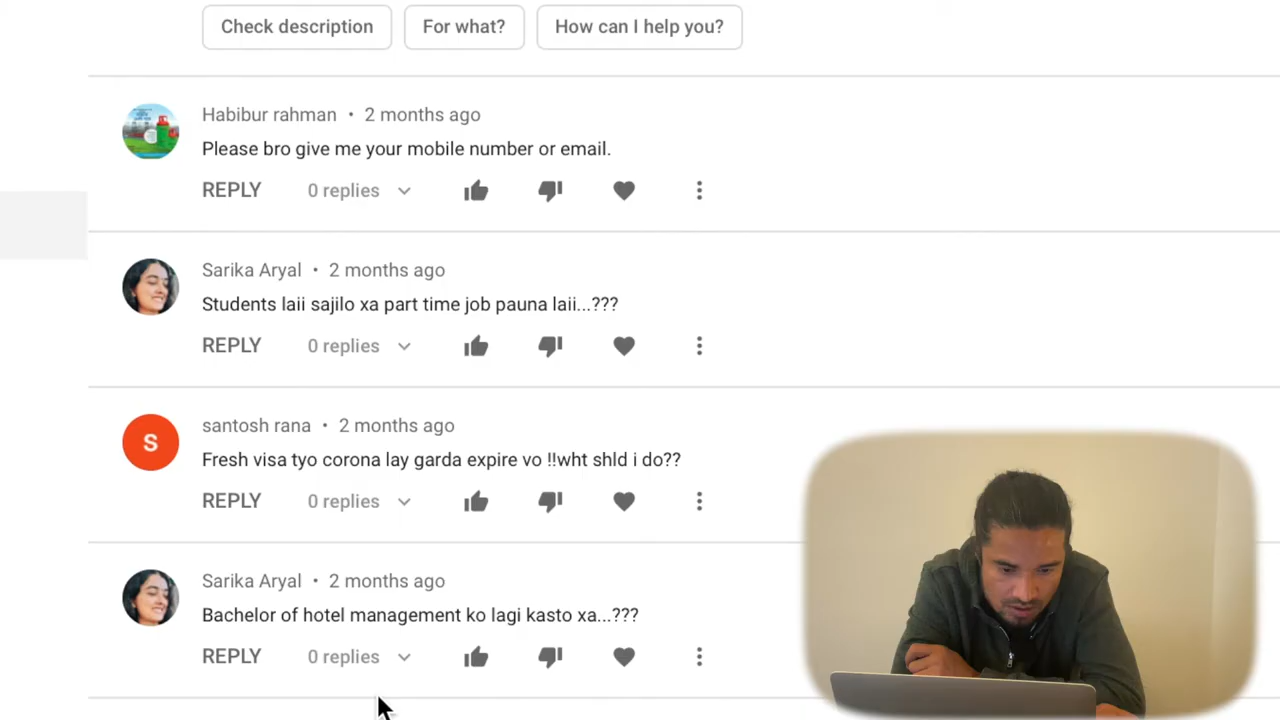 Check description For what? How can I help you?
Habibur rahman • 2 months ago
Please bro give me your mobile number or email.
REPLY 0 replies
Sarika Aryal • 2 months ago
Students laii sajilo xa part time job pauna laii...???
REPLY 0 replies
S
santosh rana • 2 months ago
Fresh visa tyo corona lay garda expire vo !!wht shld i do??
REPLY 0 replies
Sarika Aryal • 2 months ago
Bachelor of hotel management ko lagi kasto xa...???
REPLY 0 replies